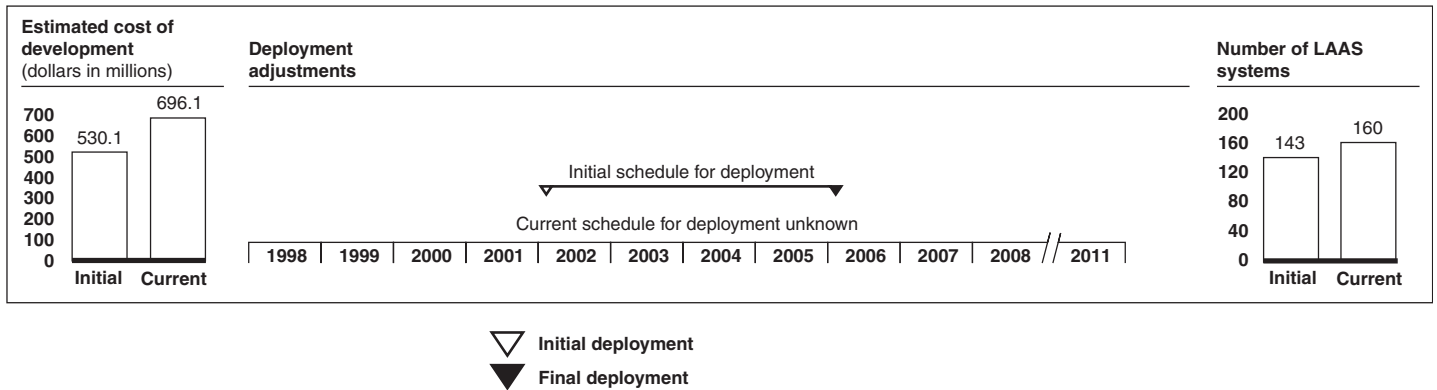 Estimated cost of
development
(dollars in millions)
700
600
500
400
300
200
100
0
530.1
696.1
Initial Current
Deployment
adjustments
Initial schedule for deployment
Current schedule for deployment unknown
1998 1999 2000 2001 2002 2003 2004 2005 2006 2007 2008 // 2011
Number of LAAS
systems
200
160
120
80
40
0
143
160
Initial Current
Initial deployment
Final deployment